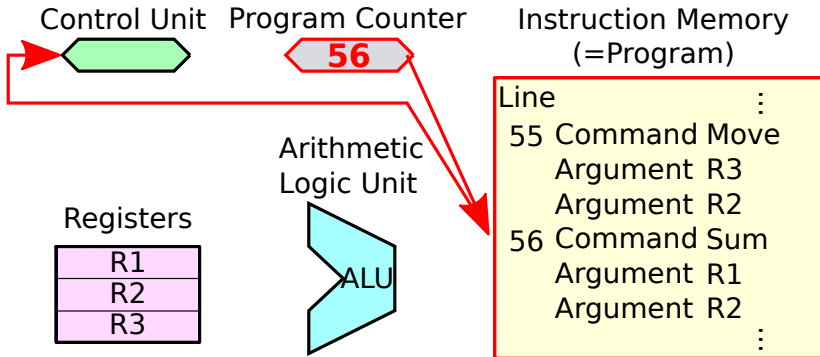 Control Unit
Program Counter
Instruction Memory
(=Program)
56
Line ⋮
55 Command Move
Argument R3
Argument R2
56 Command Sum
Argument R1
Argument R2
⋮
Arithmetic
Logic Unit
ALU
Registers
R1
R2
R3